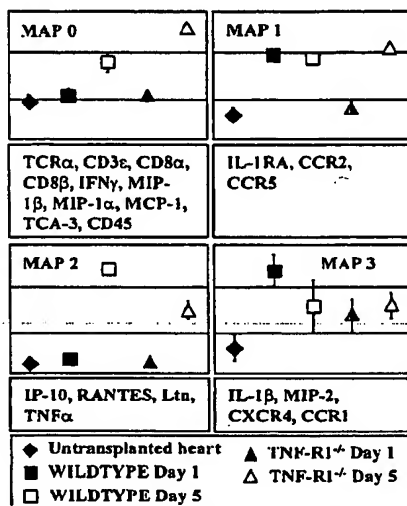 MAP 0
MAP 1
TCRα, CD3ε, CD8α,
CD8β, IFNγ, MIP-
1β, MIP-1α, MCP-1,
TCA-3, CD45
IL-1RA, CCR2,
CCR5
MAP 2
MAP 3
IP-10, RANTES, Ltn,
TNFα
IL-1β, MIP-2,
CXCR4, CCR1
Untransplanted heart
WILDTYPE Day 1
WILDTYPE Day 5
TNF-R1-/- Day 1
TNF-R1-/- Day 5